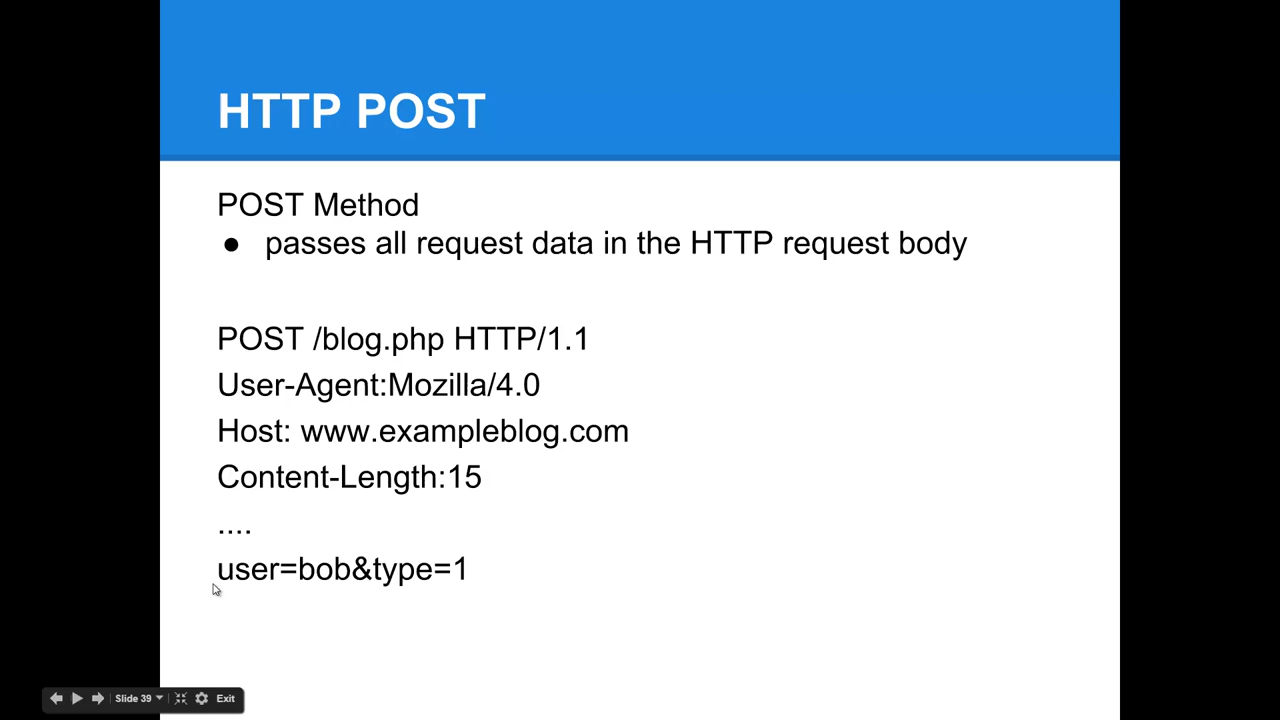 HTTP POST
POST Method
● passes all request data in the HTTP request body
POST /blog.php HTTP/1.1
User-Agent:Mozilla/4.0
Host: www.exampleblog.com
Content-Length:15
....
user=bob&type=1
Slide 39
Exit